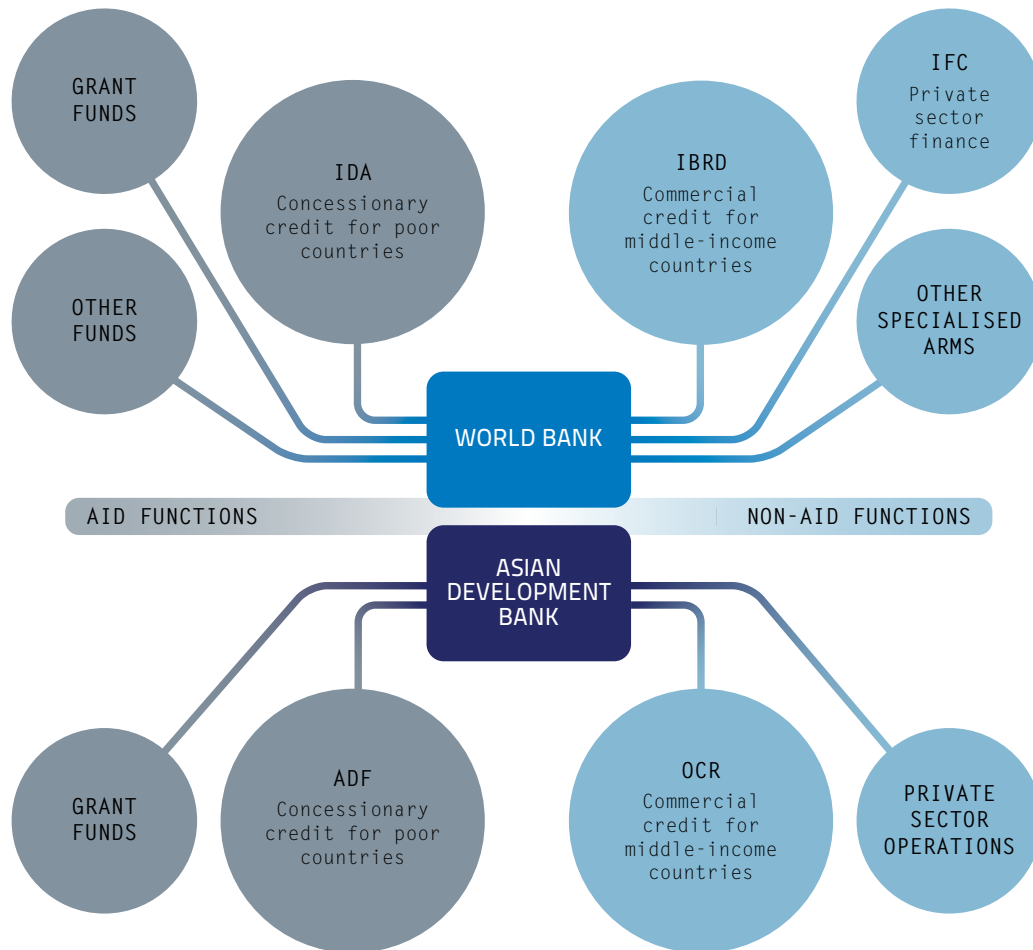 GRANT
FUNDS
IDA
Concessionary
credit for poor
countries
IBRD
Commercial
credit for
middle-income
countries
IFC
Private
sector
finance
OTHER
FUNDS
OTHER
SPECIALISED
ARMS
WORLD BANK
AID FUNCTIONS
NON-AID FUNCTIONS
ASIAN
DEVELOPMENT
BANK
GRANT
FUNDS
ADF
Concessionary
credit for poor
countries
OCR
Commercial
credit for
middle-income
countries
PRIVATE
SECTOR
OPERATIONS